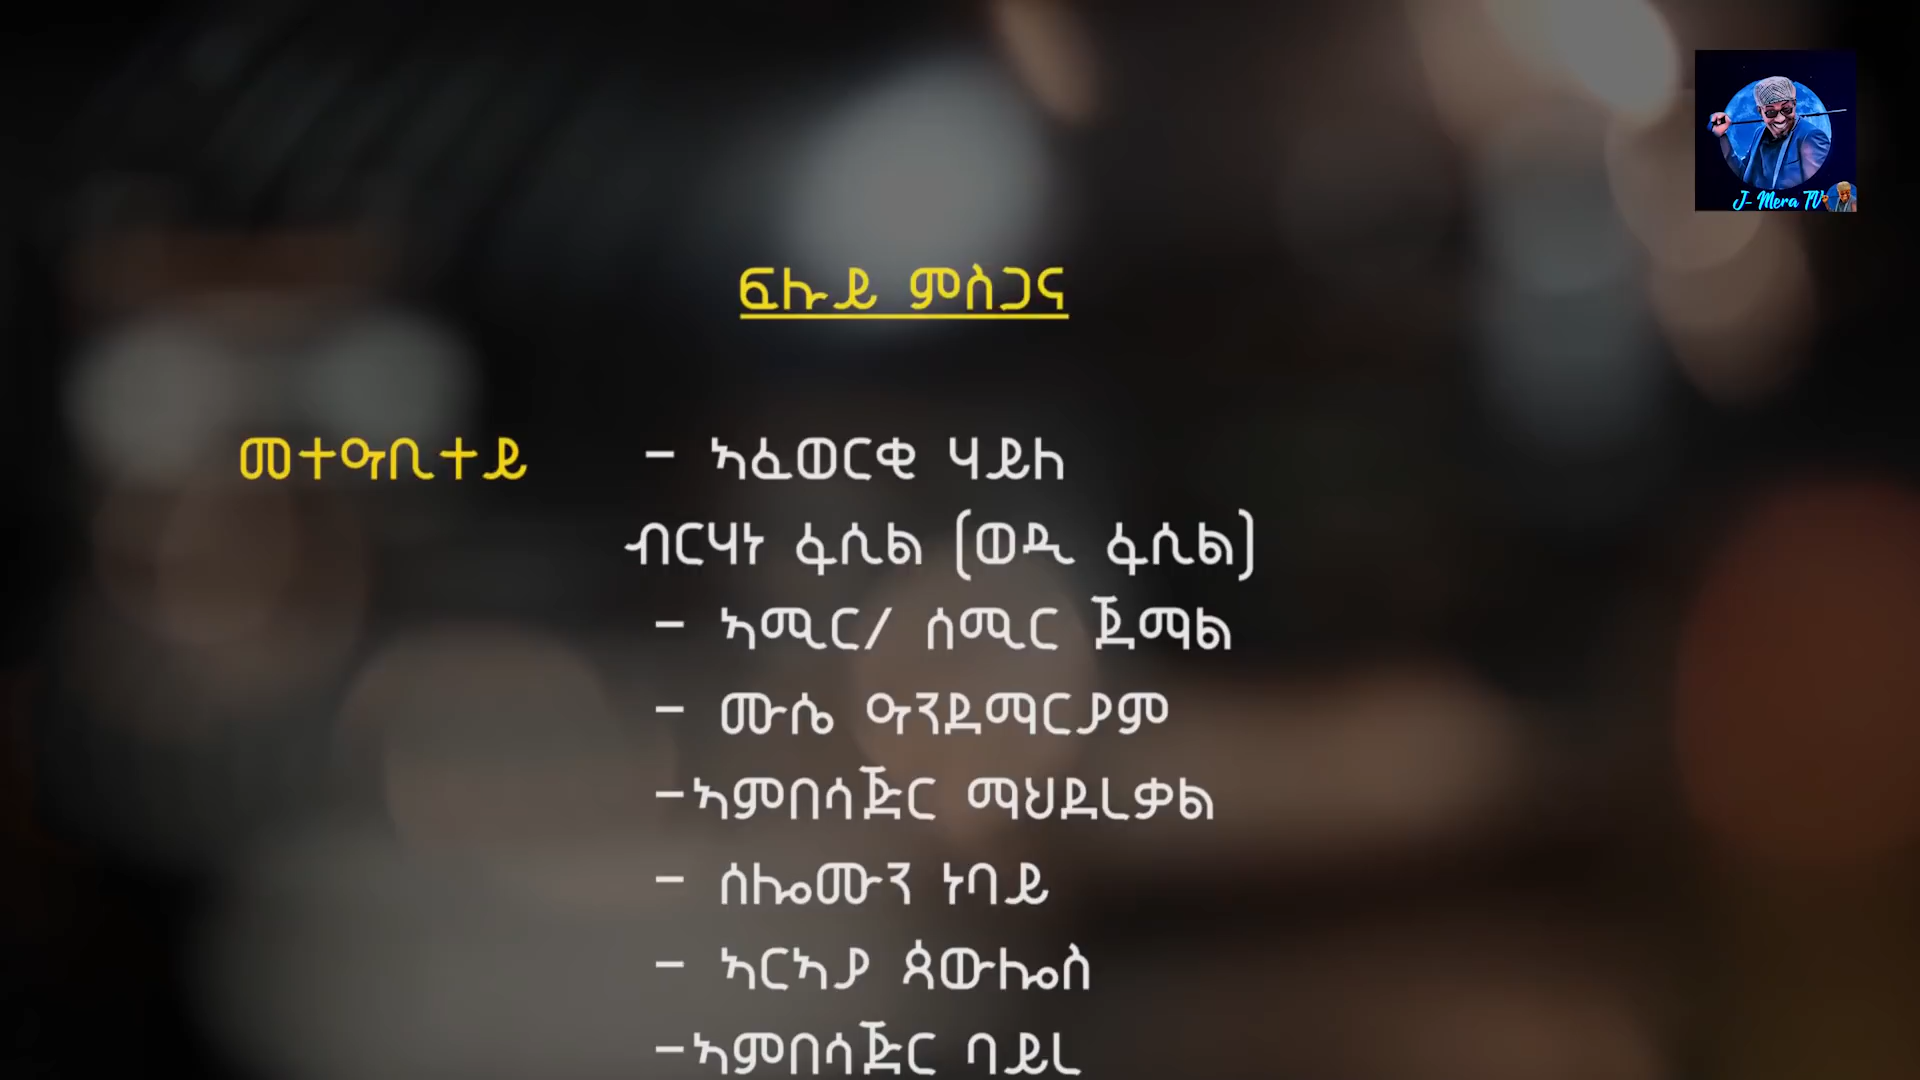 J- Mera TV
ፍሉይ ምስጋና
መተዓቢተይ - ኣፈወርቂ ሃይለ
ብርሃነ ፋሲል (ወዲ ፋሲል)
- ኣሚር/ ሰሚር ጀማል
- ሙሴ ዓንደማርያም
-ኣምበሳጅር ማህደረቃል
- ሰሎሙን ነባይ
- ኣርኣያ ጳውሎስ
-ኣምበሳጅር ባይረ